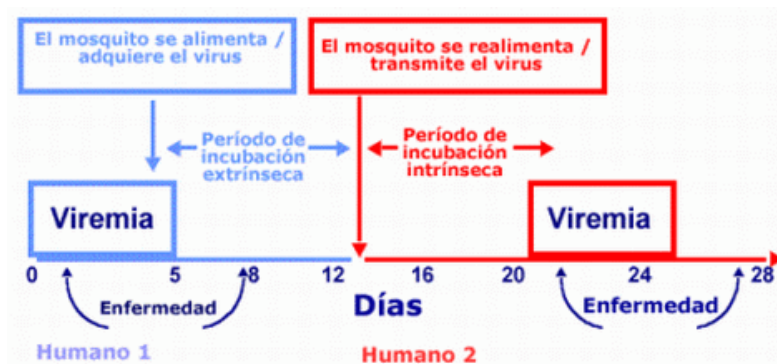 El mosquito se alimenta /
adquiere el virus
El mosquito se realimenta /
transmite el virus
Período de
incubación
extrínseca
Período de
incubación
intrínseca
Viremia
Viremia
0 5 8 12 16 20 24 28
Enfermedad
Días
Enfermedad
Humano 1
Humano 2